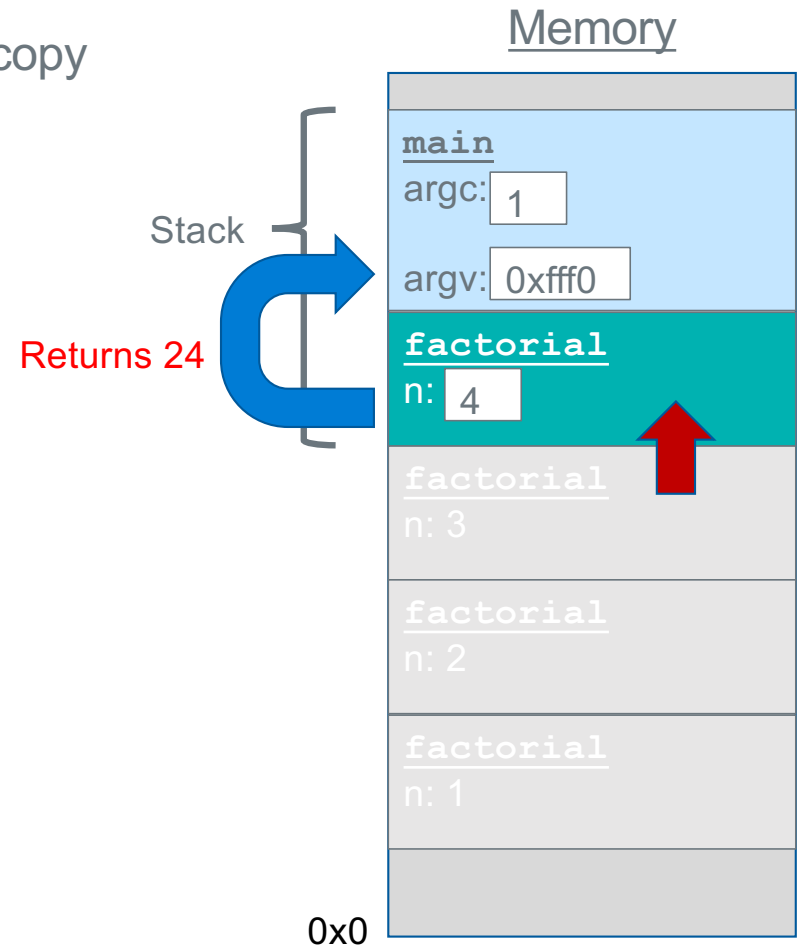 copy
Memory
main
argc: 1
Stack
argv: 0xfff0
Returns 24
factorial
n: 4
factorial
n: 3
factorial
n: 2
factorial
n: 1
0x0